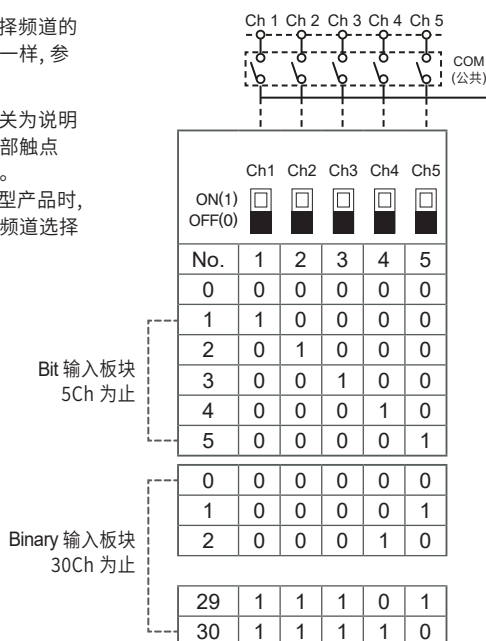 择频道的
一样, 参
关为说明
部触点
。
型产品时,
频道选择
Ch 1 Ch 2 Ch 3 Ch 4 Ch 5
COM
(公共)
Ch1 Ch2 Ch3 Ch4 Ch5
ON(1)
OFF(0)
No. 1 2 3 4 5
0 0 0 0 0 0
1 1 0 0 0 0
2 0 1 0 0 0
3 0 0 1 0 0
4 0 0 0 1 0
5 0 0 0 0 1
Bit 输入板块
5Ch 为止
0 0 0 0 0 0
1 0 0 0 0 1
2 0 0 0 1 0
Binary 输入板块
30Ch 为止
29 1 1 1 0 1
30 1 1 1 1 0